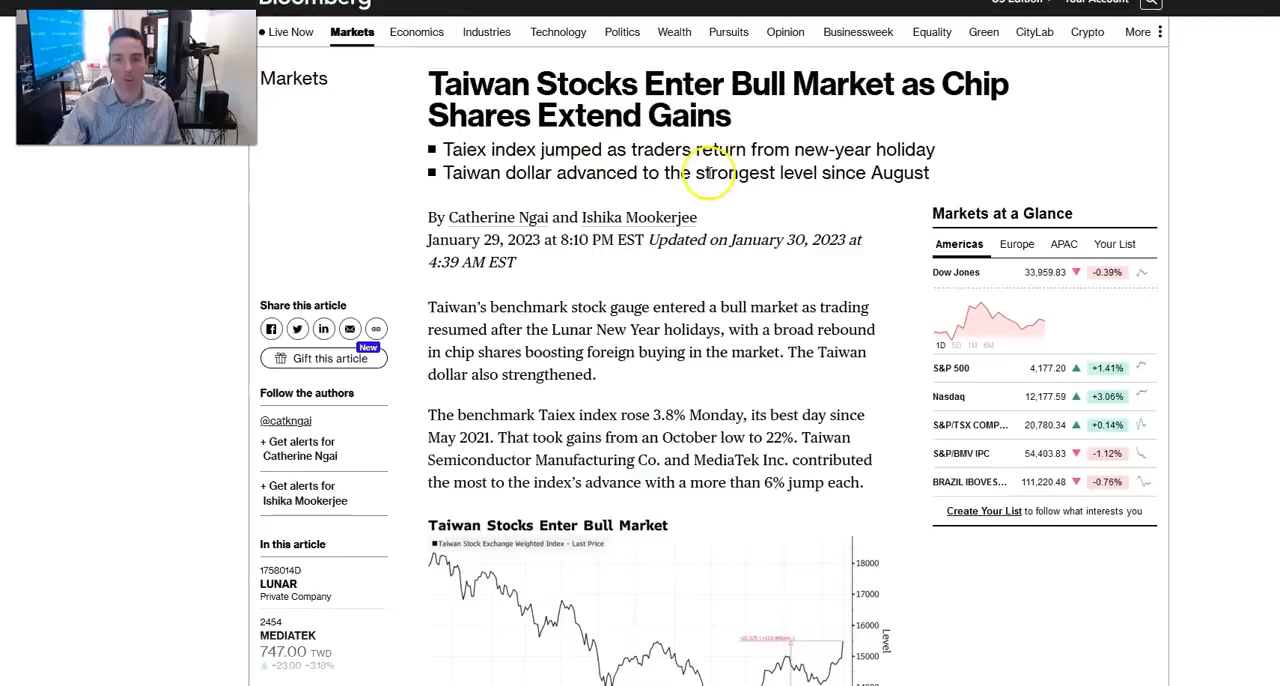 Bloomberg
US Edition
Your Account
Live Now
Markets
Economics
Industries
Technology
Politics
Wealth
Pursuits
Opinion
Businessweek
Equality
Green
CityLab
Crypto
More
Markets
Taiwan Stocks Enter Bull Market as Chip
Shares Extend Gains
Taiex index jumped as traders return from new-year holiday
Taiwan dollar advanced to the strongest level since August
By Catherine Ngai and Ishika Mookerjee
January 29, 2023 at 8:10 PM EST Updated on January 30, 2023 at
4:39 AM EST
Share this article
New
Gift this article
Follow the authors
@catkngai
+ Get alerts for
Catherine Ngai
+ Get alerts for
Ishika Mookerjee
In this article
1758014D
LUNAR
Private Company
2454
MEDIATEK
747.00 TWD
+23.00 +3.18%
Taiwan's benchmark stock gauge entered a bull market as trading
resumed after the Lunar New Year holidays, with a broad rebound
in chip shares boosting foreign buying in the market. The Taiwan
dollar also strengthened.
The benchmark Taiex index rose 3.8% Monday, its best day since
May 2021. That took gains from an October low to 22%. Taiwan
Semiconductor Manufacturing Co. and MediaTek Inc. contributed
the most to the index's advance with a more than 6% jump each.
Taiwan Stocks Enter Bull Market
Taiwan Stock Exchange Weighted Index - Last Price
18000
17000
16000
15000
Level
Markets at a Glance
Americas
Europe
APAC
Your List
Dow Jones 33,959.83 -0.39%
1D 5D 1M 6M
S&P 500 4,177.20 +1.41%
Nasdaq 12,177.59 +3.06%
S&P/TSX COMP... 20,780.34 +0.14%
S&P/BMV IPC 54,403.83 -1.12%
BRAZIL IBOVES... 111,220.48 -0.76%
Create Your List to follow what interests you